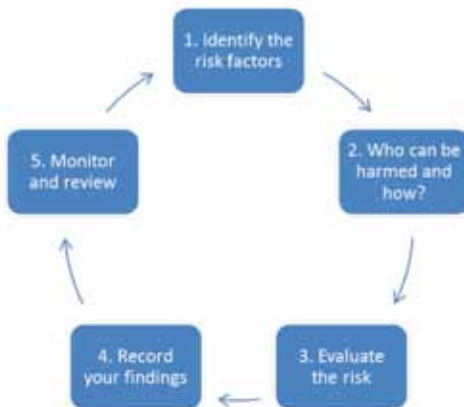 1. Identify the
risk factors
2. Who can be
harmed and
how?
3. Evaluate
the risk
4. Record
your findings
5. Monitor
and review